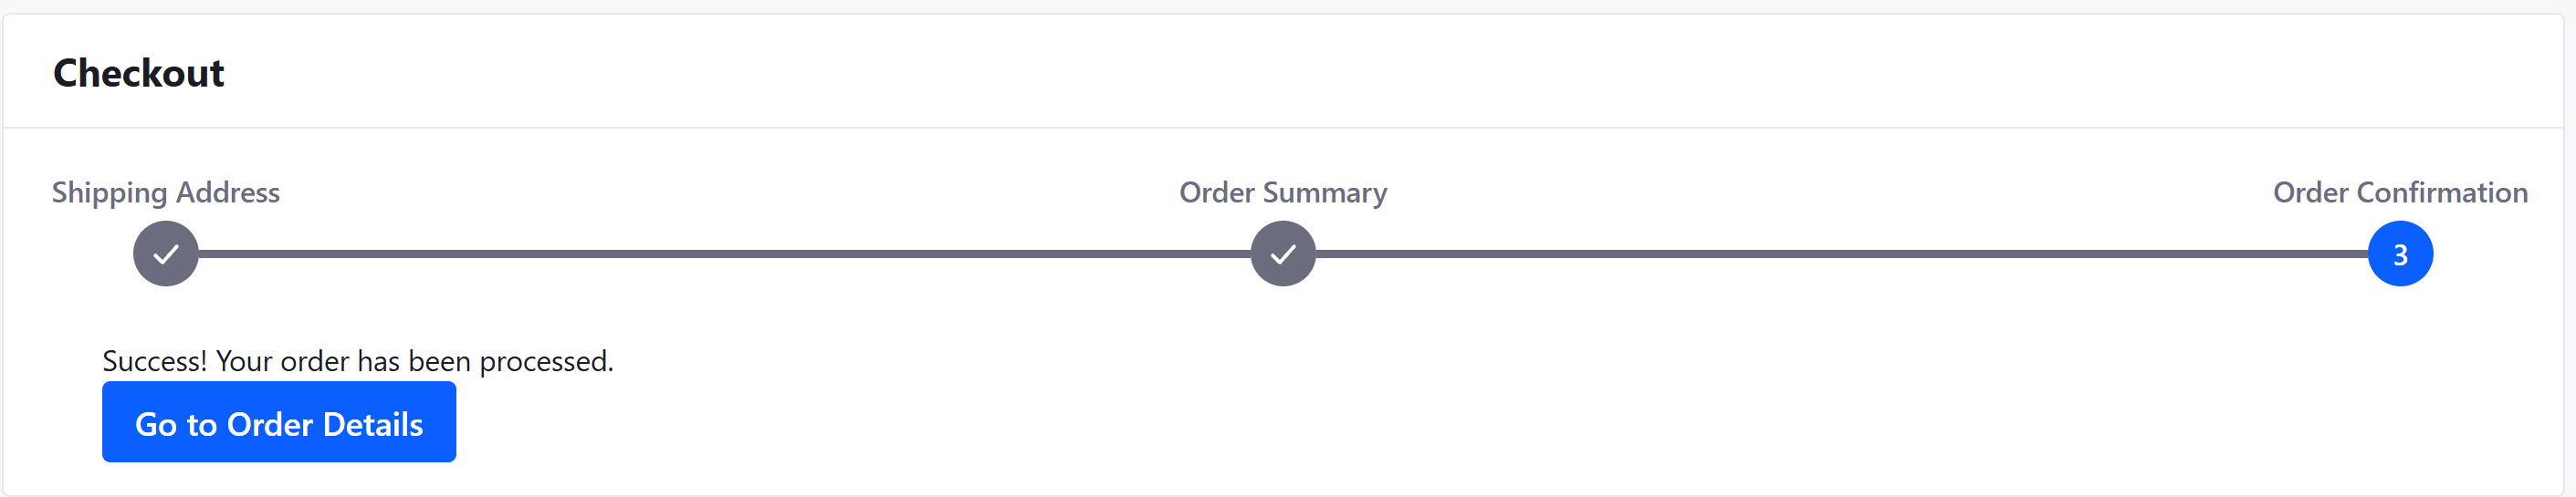 Checkout
Shipping Address
Order Summary
Order Confirmation
3
Success! Your order has been processed.
Go to Order Details